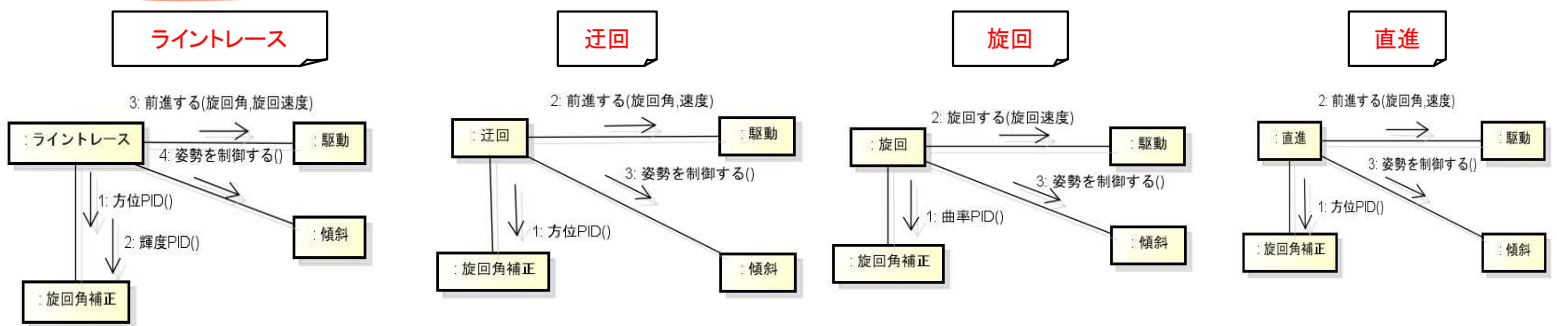 ライントレース
3: 前進する(旋回角,旋回速度)
: ライントレース
: 駆動
4: 姿勢を制御する()
1: 方位PID()
2: 輝度PID()
: 傾斜
: 旋回角補正
迂回
2: 前進する(旋回角,速度)
: 迂回
: 駆動
3: 姿勢を制御する()
1: 方位PID()
: 旋回角補正
: 傾斜
旋回
2: 旋回する(旋回速度)
: 旋回
: 駆動
3: 姿勢を制御する()
1: 曲率PID()
: 傾斜
: 旋回角補正
直進
2: 前進する(旋回角,速度)
: 直進
: 駆動
3: 姿勢を制御する()
1: 方位PID()
: 旋回角補正
: 傾斜